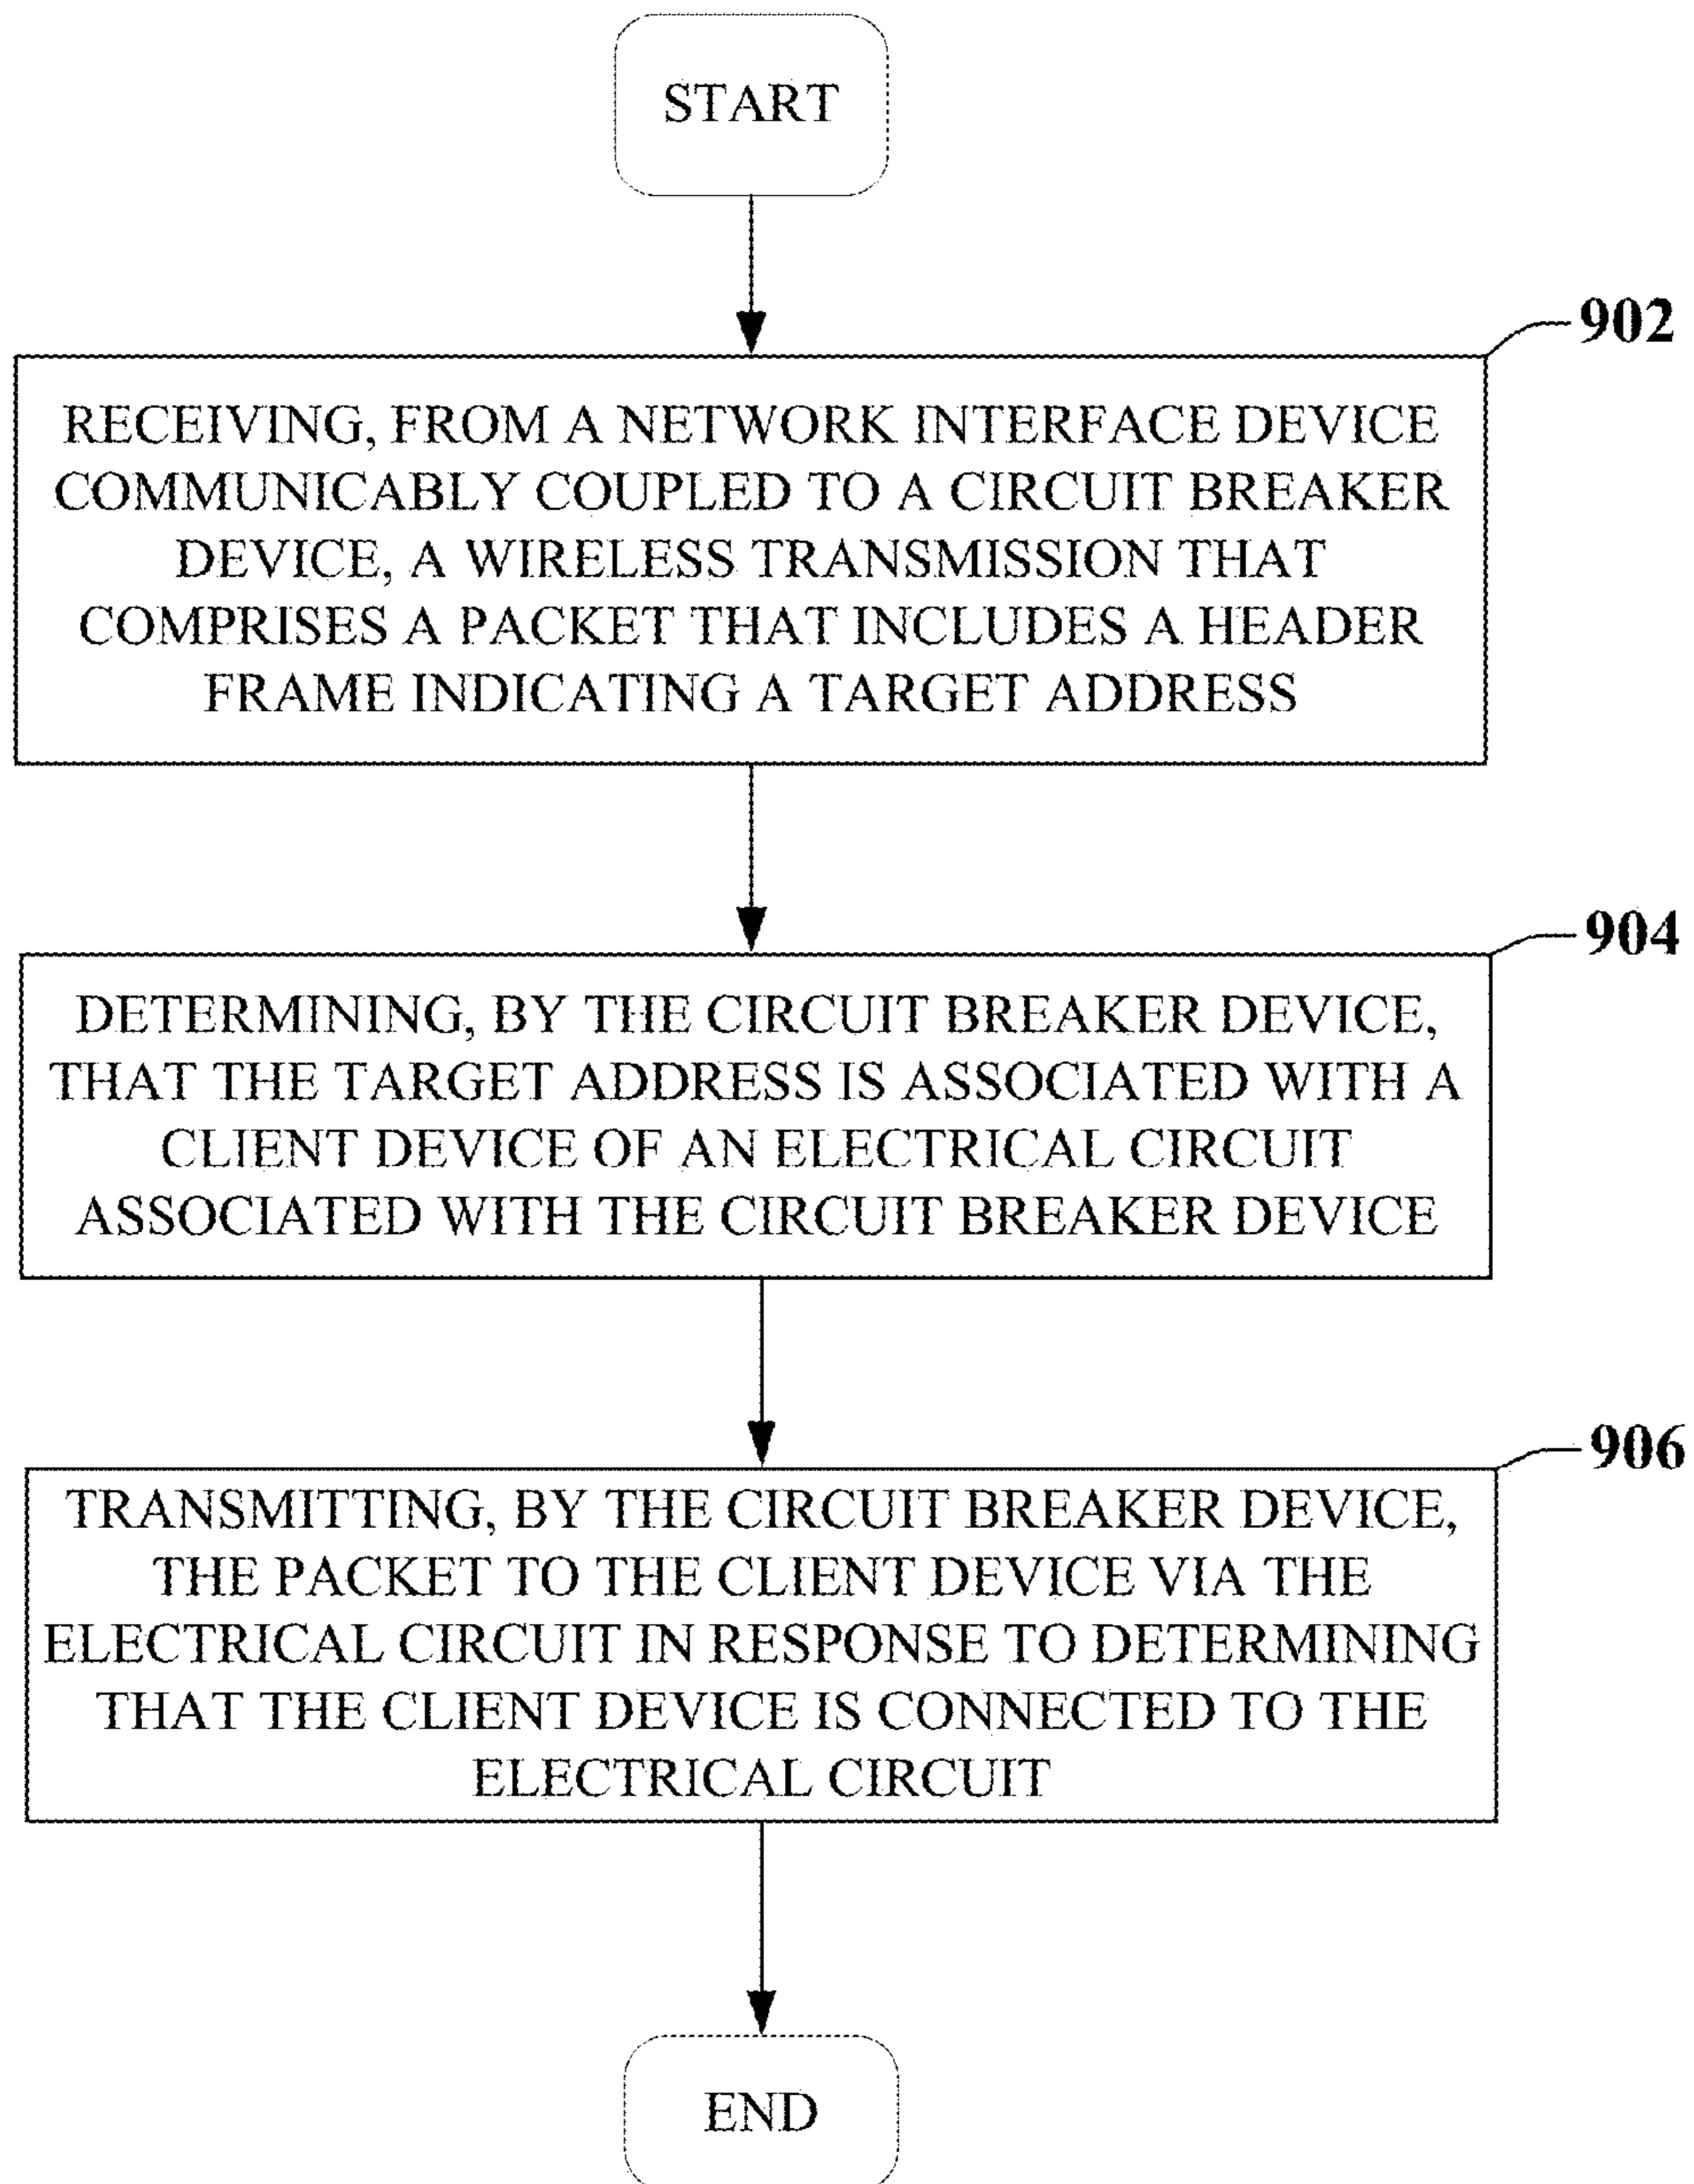 START
902
RECEIVING, FROM A NETWORK INTERFACE DEVICE
COMMUNICABLY COUPLED TO A CIRCUIT BREAKER
DEVICE, A WIRELESS TRANSMISSION THAT
COMPRISES A PACKET THAT INCLUDES A HEADER
FRAME INDICATING A TARGET ADDRESS
904
DETERMINING, BY THE CIRCUIT BREAKER DEVICE,
THAT THE TARGET ADDRESS IS ASSOCIATED WITH A
CLIENT DEVICE OF AN ELECTRICAL CIRCUIT
ASSOCIATED WITH THE CIRCUIT BREAKER DEVICE
906
TRANSMITTING, BY THE CIRCUIT BREAKER DEVICE,
THE PACKET TO THE CLIENT DEVICE VIA THE
ELECTRICAL CIRCUIT IN RESPONSE TO DETERMINING
THAT THE CLIENT DEVICE IS CONNECTED TO THE
ELECTRICAL CIRCUIT
END